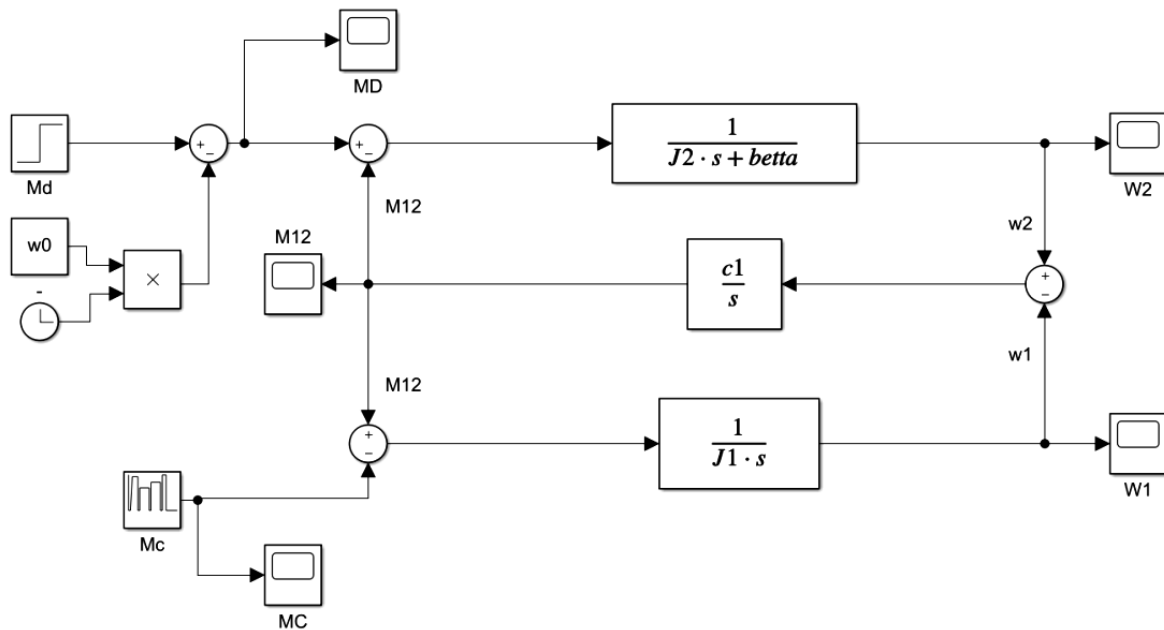 MD
+
−
Md
w0
×
-
+
−
M12
M12
1
J2 · s + betta
W2
w2
c1
s
+
−
w1
M12
+
−
1
J1 · s
W1
Mc
MC